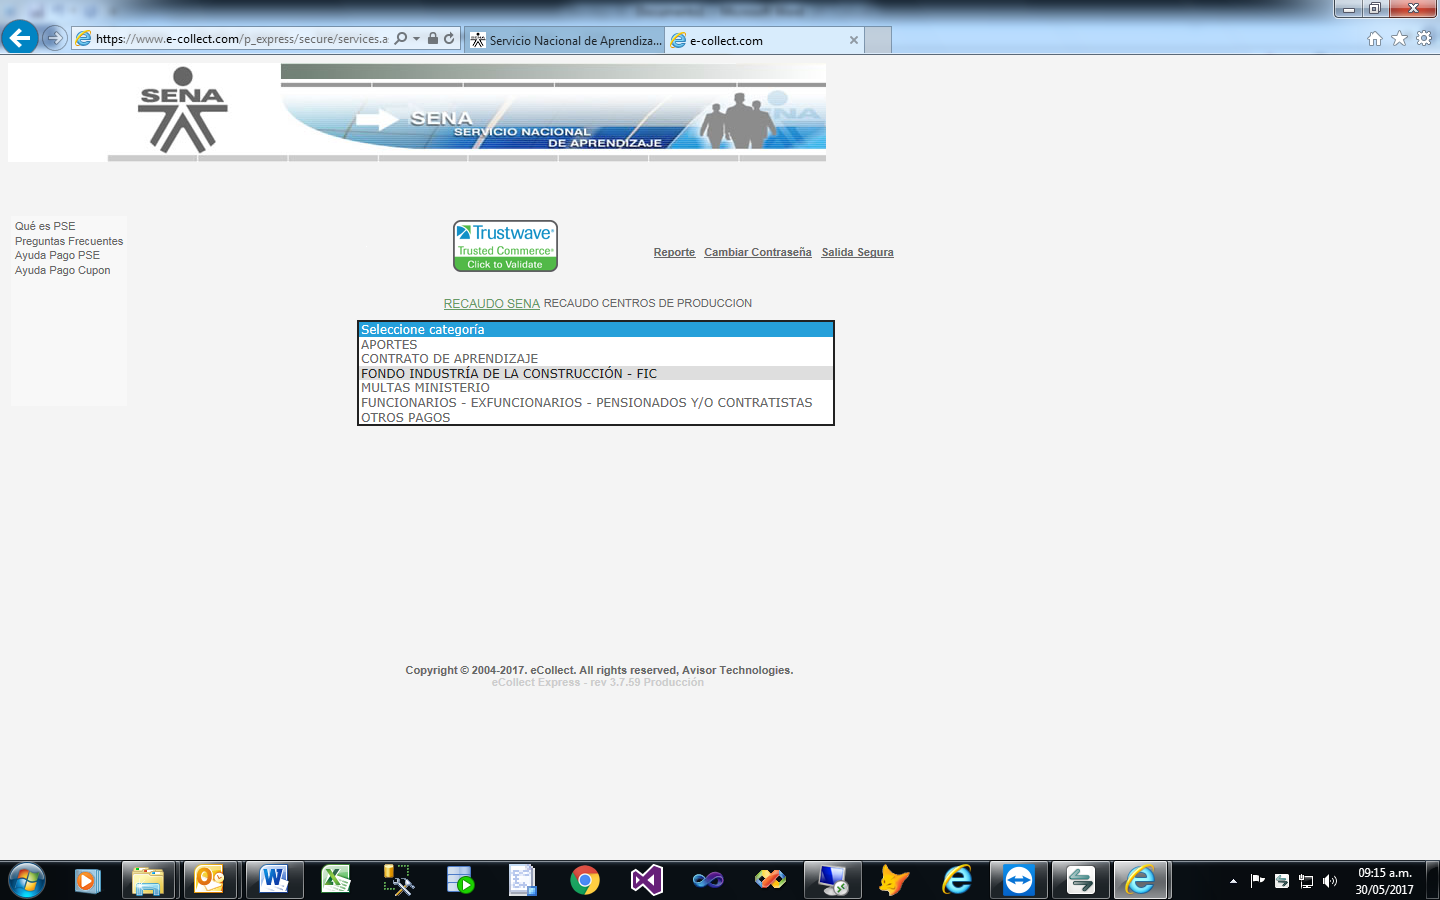 https://www.e-collect.com/p_express/secure/services.a
Servicio Nacional de Aprendiza...
e-collect.com
SENA
SENA
SERVICIO NACIONAL
DE APRENDIZAJE
SENA
Qué es PSE
Preguntas Frecuentes
Ayuda Pago PSE
Ayuda Pago Cupon
Trustwave®
Trusted Commerce®
Click to Validate
Reporte Cambiar Contraseña Salida Segura
RECAUDO SENA RECAUDO CENTROS DE PRODUCCION
Seleccione categoría
APORTES
CONTRATO DE APRENDIZAJE
FONDO INDUSTRÍA DE LA CONSTRUCCIÓN - FIC
MULTAS MINISTERIO
FUNCIONARIOS - EXFUNCIONARIOS - PENSIONADOS Y/O CONTRATISTAS
OTROS PAGOS
Copyright © 2004-2017. eCollect. All rights reserved, Avisor Technologies.
eCollect Express - rev 3.7.59 Producción
09:15 a.m.
30/05/2017